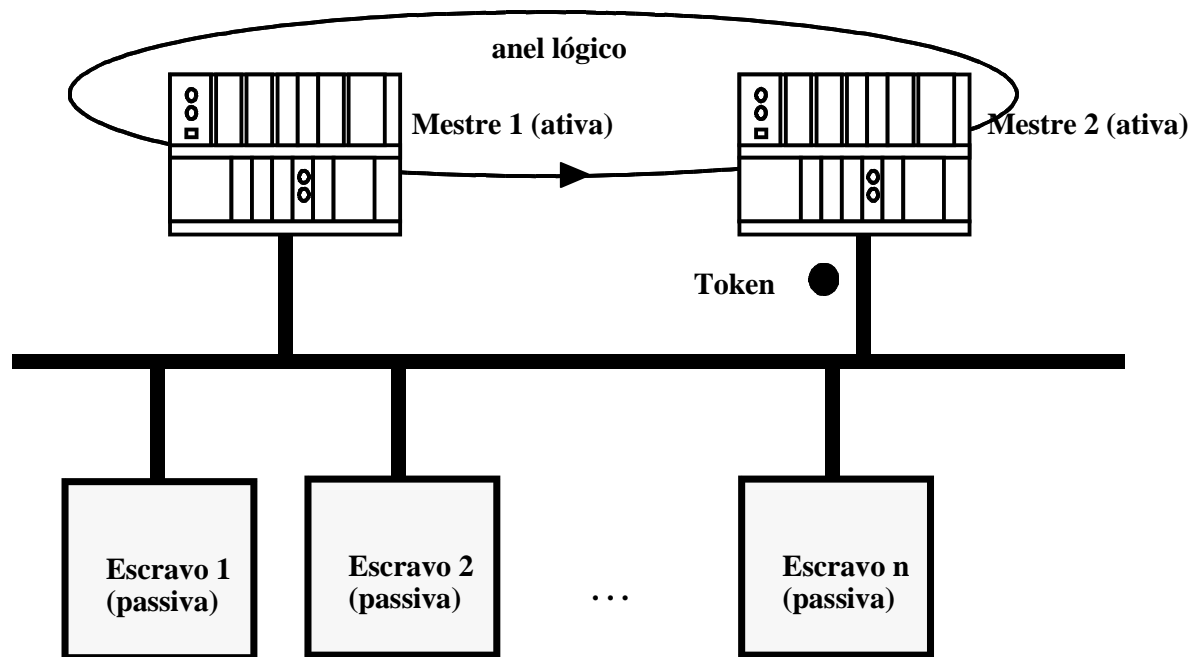 anel lógico
Mestre 1 (ativa)
Mestre 2 (ativa)
Token
Escravo 1
(passiva)
Escravo 2
(passiva)
. . .
Escravo n
(passiva)